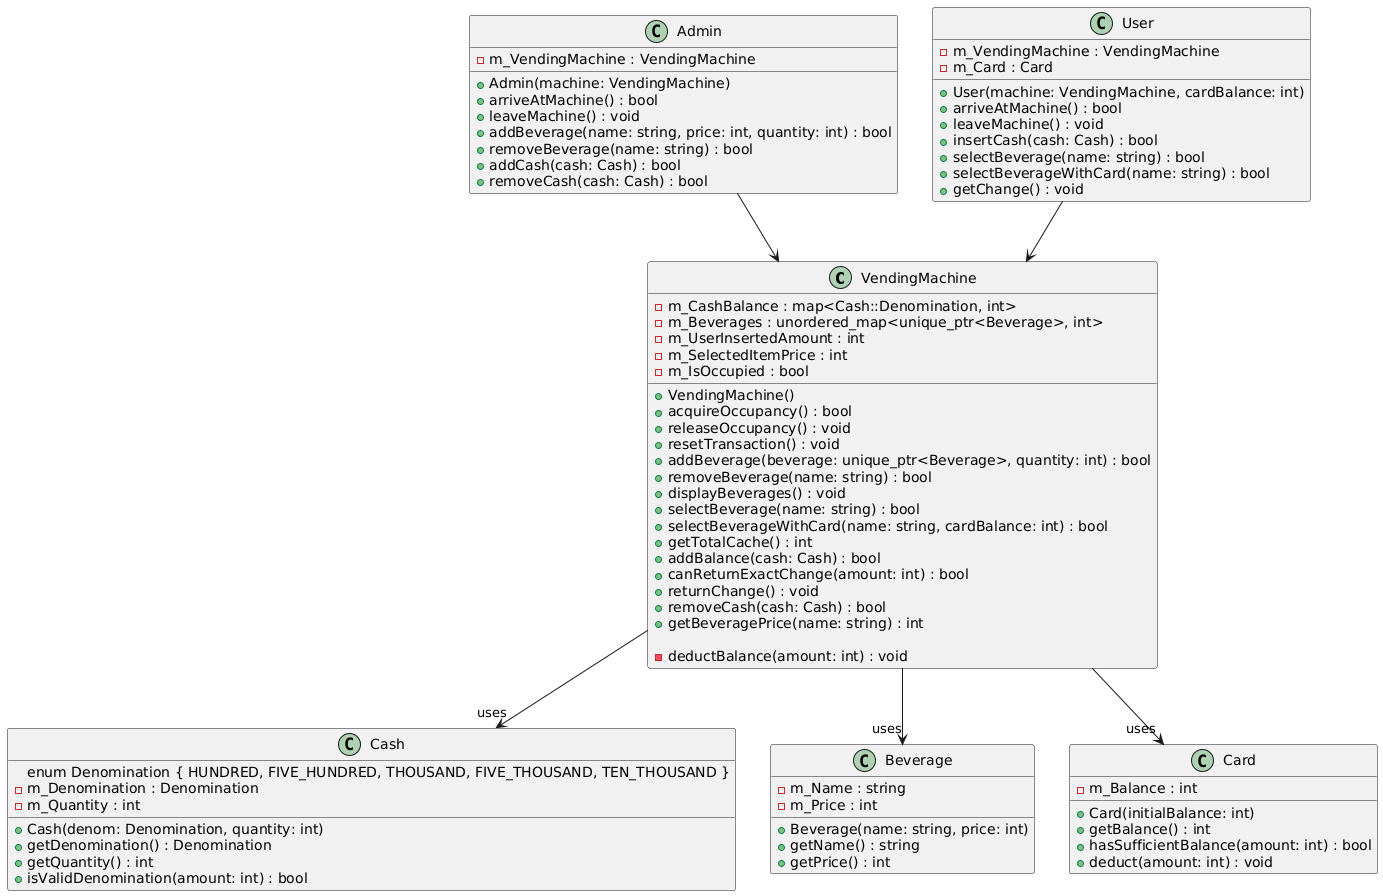 C Admin
m_VendingMachine : VendingMachine
Admin(machine: VendingMachine)
arriveAtMachine() : bool
leaveMachine() : void
addBeverage(name: string, price: int, quantity: int) : bool
removeBeverage(name: string) : bool
addCash(cash: Cash) : bool
removeCash(cash: Cash) : bool
C User
m_VendingMachine : VendingMachine
m_Card : Card
User(machine: VendingMachine, cardBalance: int)
arriveAtMachine() : bool
leaveMachine() : void
insertCash(cash: Cash) : bool
selectBeverage(name: string) : bool
selectBeverageWithCard(name: string) : bool
getChange() : void
C VendingMachine
m_CashBalance : map<Cash::Denomination, int>
m_Beverages : unordered_map<unique_ptr<Beverage>, int>
m_UserInsertedAmount : int
m_SelectedItemPrice : int
m_IsOccupied : bool
VendingMachine()
acquireOccupancy() : bool
releaseOccupancy() : void
resetTransaction() : void
addBeverage(beverage: unique_ptr<Beverage>, quantity: int) : bool
removeBeverage(name: string) : bool
displayBeverages() : void
selectBeverage(name: string) : bool
selectBeverageWithCard(name: string, cardBalance: int) : bool
getTotalCache() : int
addBalance(cash: Cash) : bool
canReturnExactChange(amount: int) : bool
returnChange() : void
removeCash(cash: Cash) : bool
getBeveragePrice(name: string) : int
deductBalance(amount: int) : void
uses
uses
uses
C Cash
enum Denomination { HUNDRED, FIVE_HUNDRED, THOUSAND, FIVE_THOUSAND, TEN_THOUSAND }
m_Denomination : Denomination
m_Quantity : int
Cash(denom: Denomination, quantity: int)
getDenomination() : Denomination
getQuantity() : int
isValidDenomination(amount: int) : bool
C Beverage
m_Name : string
m_Price : int
Beverage(name: string, price: int)
getName() : string
getPrice() : int
C Card
m_Balance : int
Card(initialBalance: int)
getBalance() : int
hasSufficientBalance(amount: int) : bool
deduct(amount: int) : void